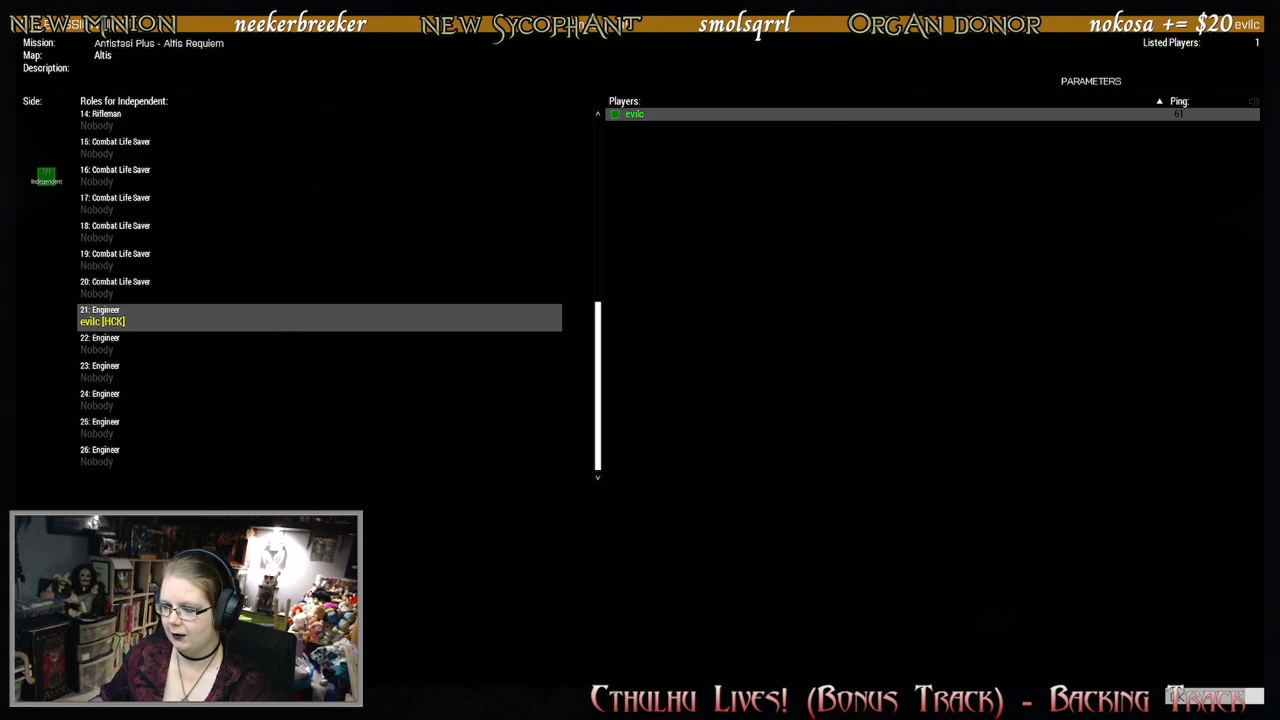 NEW MINION neekerbreeker NEW SYCOPHANT smolsqrrl ORGAN DONOR nokosa += $20 evilc
Mission: Antistasi Plus - Altis Requiem
Listed Players: 1
Map: Altis
Description:
PARAMETERS
Side:
Roles for Independent:
Players:
Ping:
14: Rifleman
Nobody
evilc
61
15: Combat Life Saver
Nobody
16: Combat Life Saver
Nobody
1/1
Independent
17: Combat Life Saver
Nobody
18: Combat Life Saver
Nobody
19: Combat Life Saver
Nobody
20: Combat Life Saver
Nobody
21: Engineer
evilc [HCK]
22: Engineer
Nobody
23: Engineer
Nobody
24: Engineer
Nobody
25: Engineer
Nobody
26: Engineer
Nobody
CTHULHU LIVES! (BONUS TRACK) - BACKING TRACK